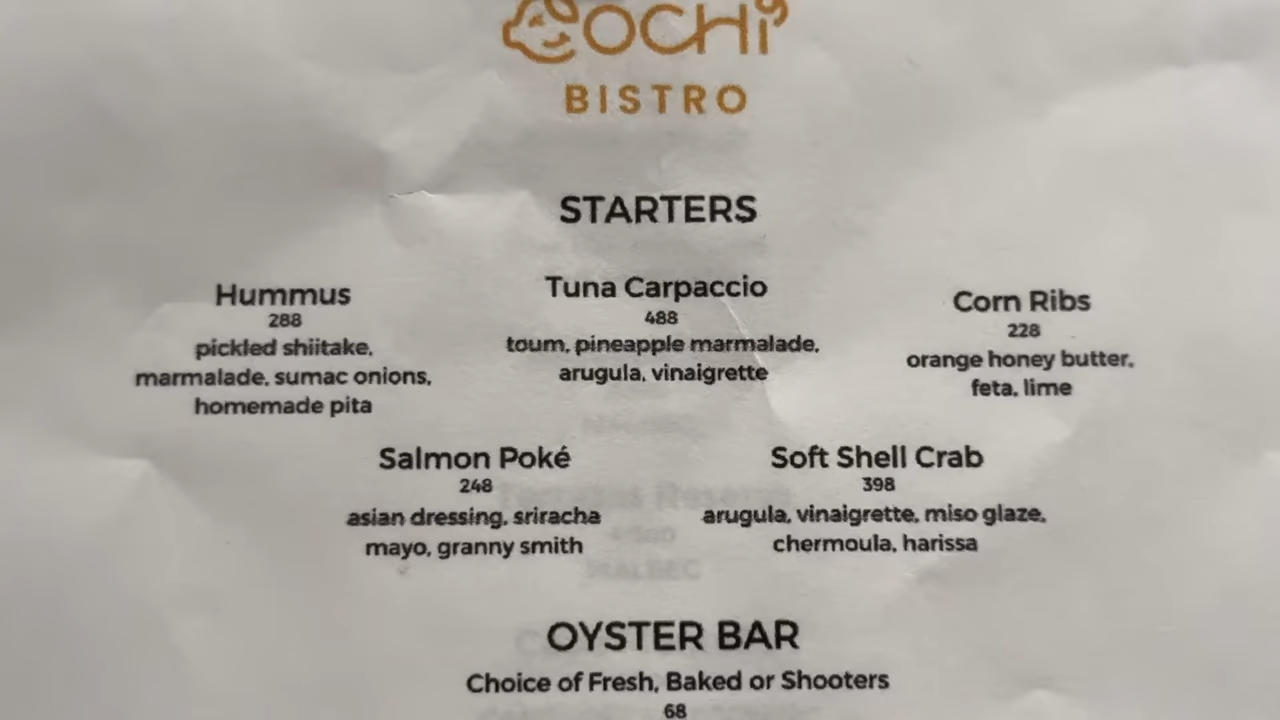 OCHi
BISTRO
STARTERS
Hummus
288
pickled shiitake,
marmalade, sumac onions,
homemade pita
Tuna Carpaccio
488
toum, pineapple marmalade,
arugula, vinaigrette
Corn Ribs
228
orange honey butter,
feta, lime
Salmon Poké
248
asian dressing, sriracha
mayo, granny smith
Soft Shell Crab
398
arugula, vinaigrette, miso glaze,
chermoula, harissa
MALBEC
OYSTER BAR
Choice of Fresh, Baked or Shooters
68